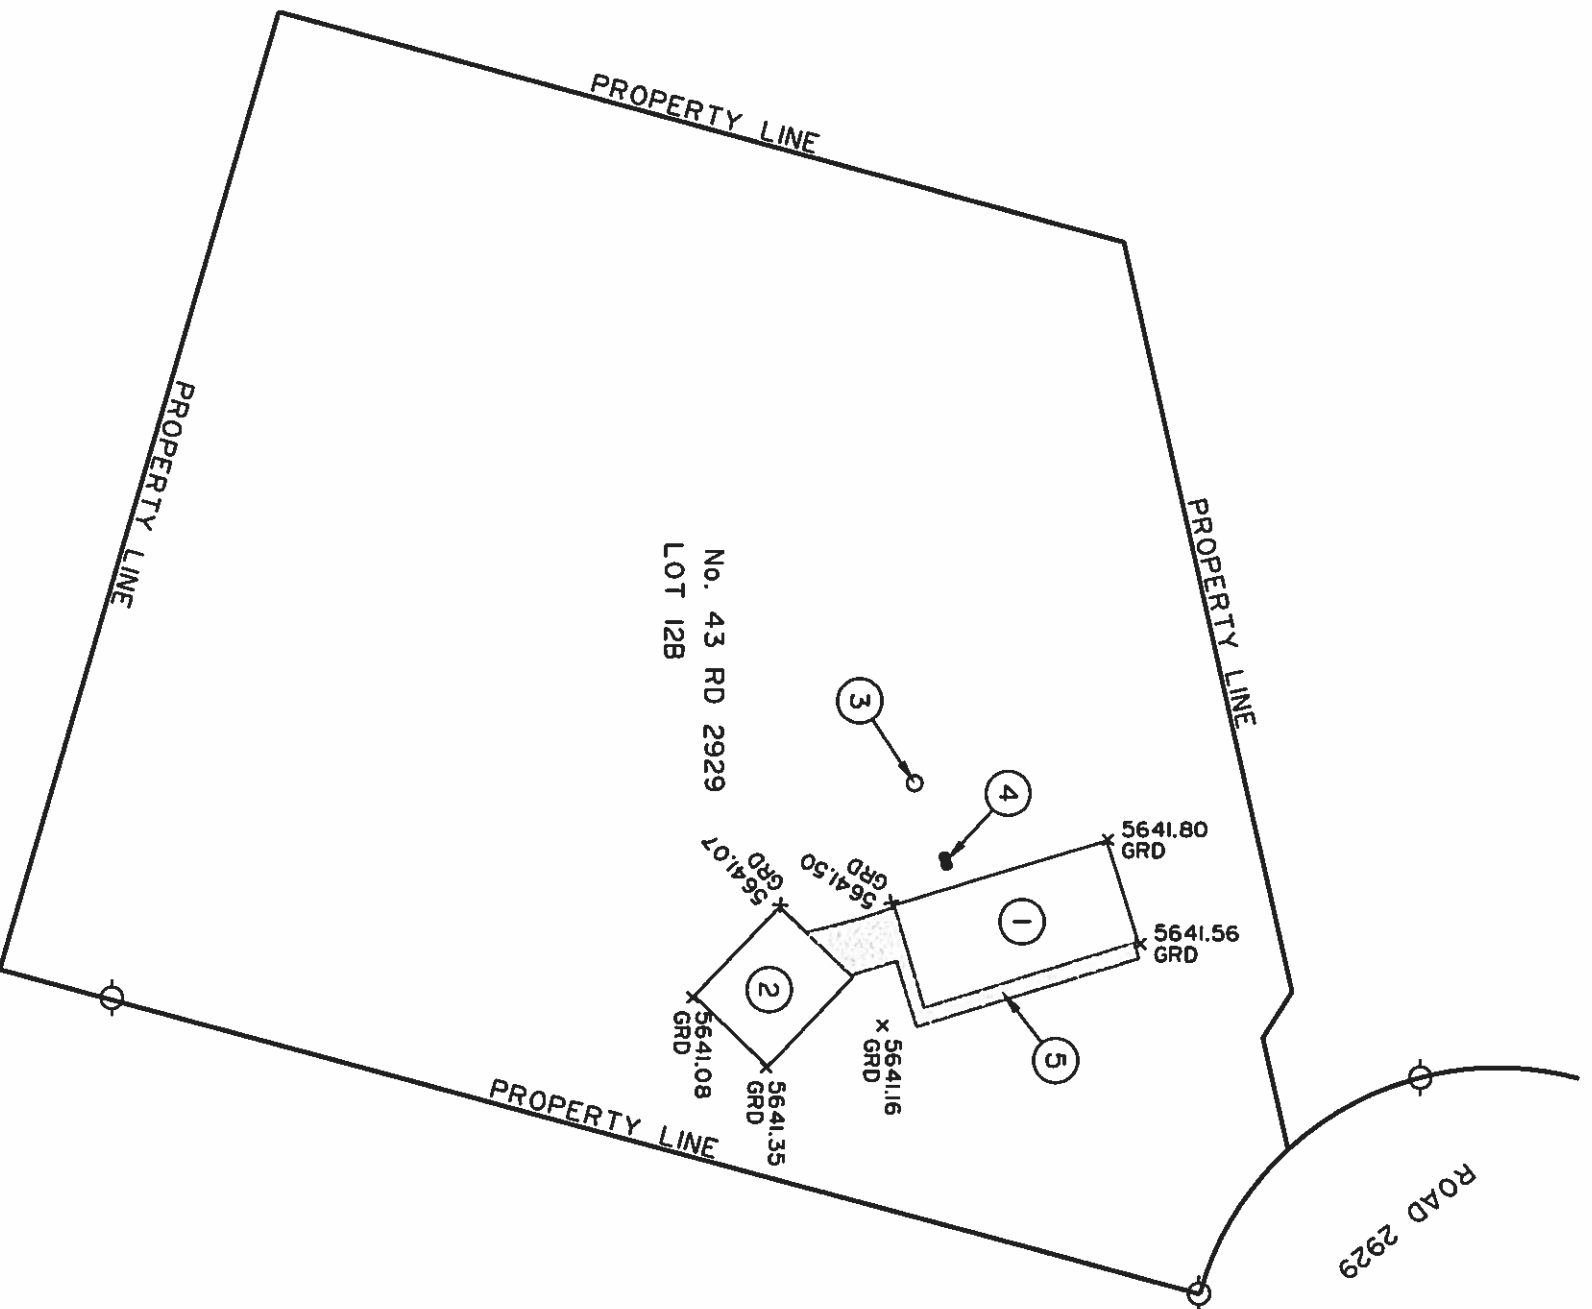 PROPERTY LINE
PROPERTY LINE
PROPERTY LINE
No. 43 RD 2929
LOT 12B
3
4
5641.80
GRD
5641.50
GRD
5641.07
GRD
1
5641.56
GRD
2
5641.16
GRD
5
5641.08
GRD
5641.35
GRD
PROPERTY LINE
ROAD 2929